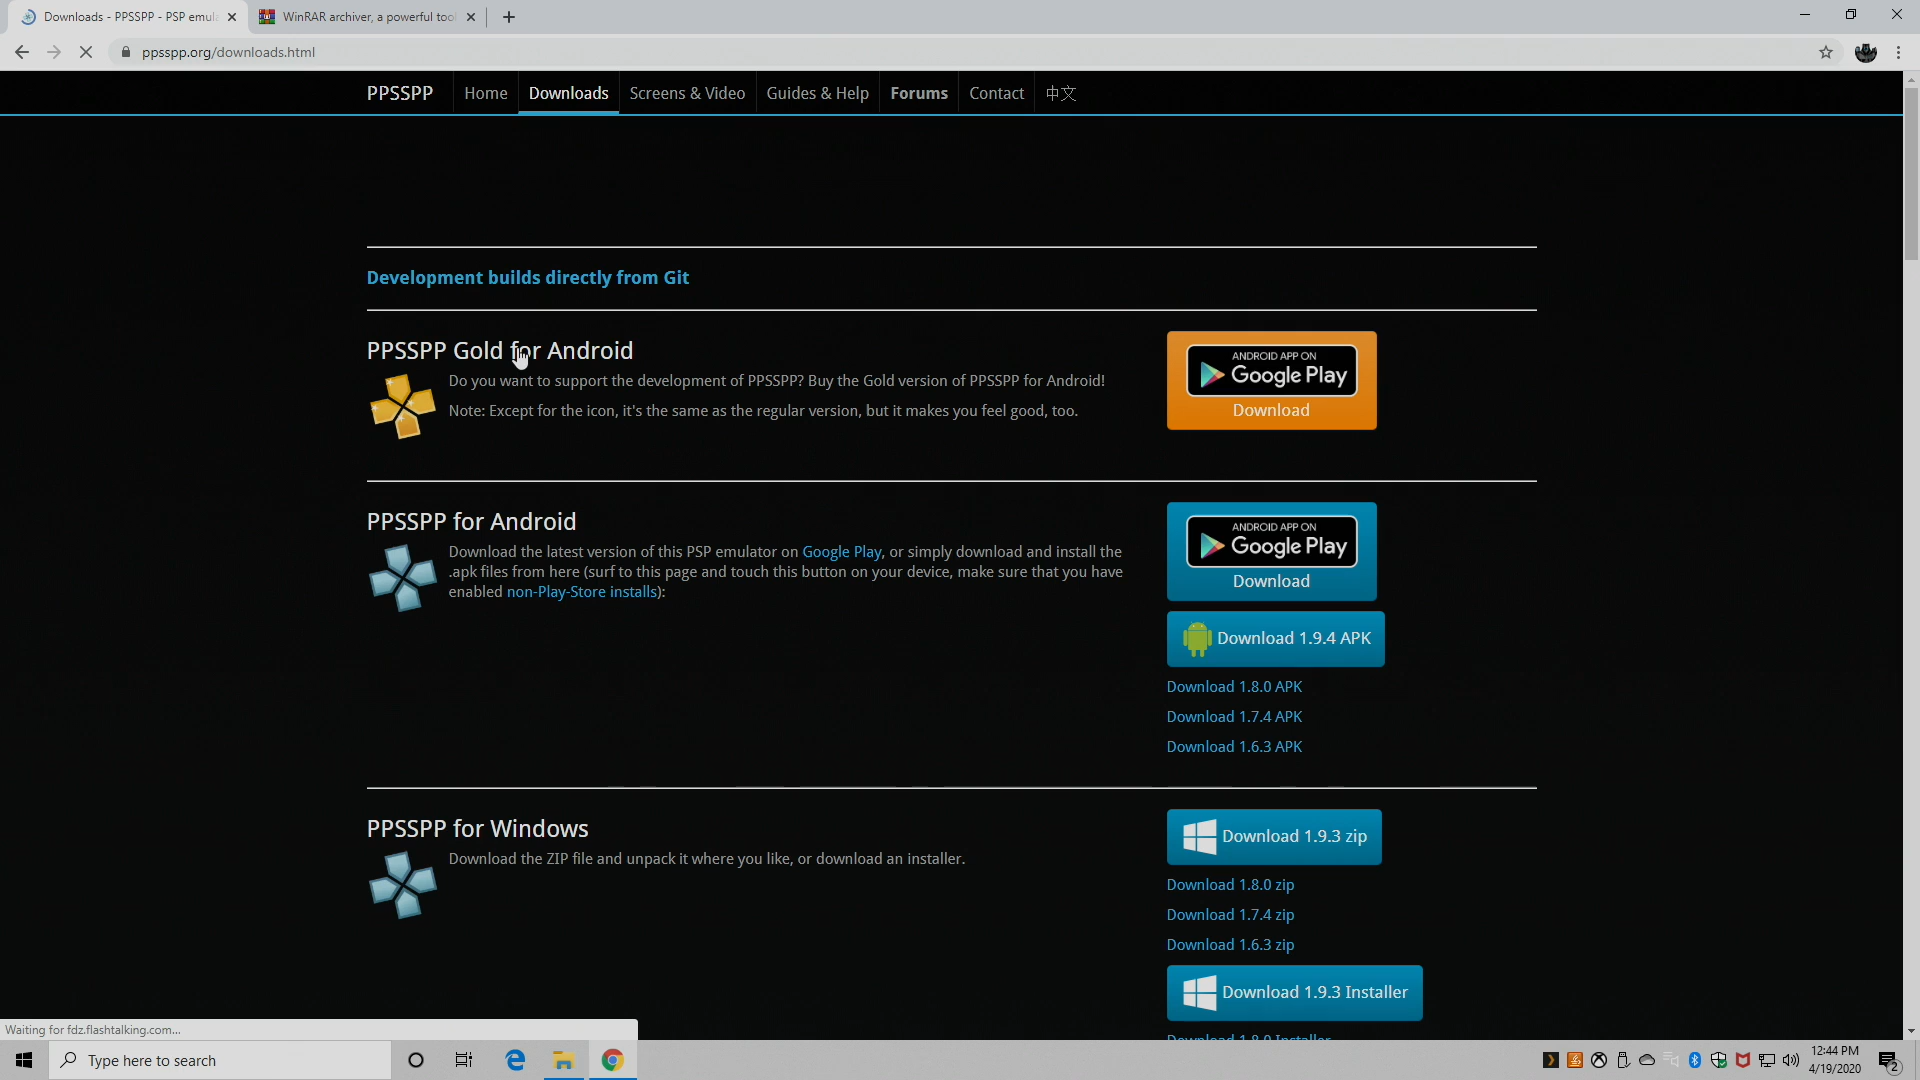 Downloads - PPSSPP - PSP emula
WinRAR archiver, a powerful tool
ppsspp.org/downloads.html
PPSSPP
Home
Downloads
Screens & Video
Guides & Help
Forums
Contact
中文
Development builds directly from Git
PPSSPP Gold for Android
Do you want to support the development of PPSSPP? Buy the Gold version of PPSSPP for Android!
Note: Except for the icon, it's the same as the regular version, but it makes you feel good, too.
ANDROID APP ON
Google Play
Download
PPSSPP for Android
Download the latest version of this PSP emulator on Google Play, or simply download and install the
.apk files from here (surf to this page and touch this button on your device, make sure that you have
enabled non-Play-Store installs):
ANDROID APP ON
Google Play
Download
Download 1.9.4 APK
Download 1.8.0 APK
Download 1.7.4 APK
Download 1.6.3 APK
PPSSPP for Windows
Download the ZIP file and unpack it where you like, or download an installer.
Download 1.9.3 zip
Download 1.8.0 zip
Download 1.7.4 zip
Download 1.6.3 zip
Download 1.9.3 Installer
Download 1.8.0 Installer
Waiting for fdz.flashtalking.com...
Type here to search
12:44 PM
4/19/2020
2